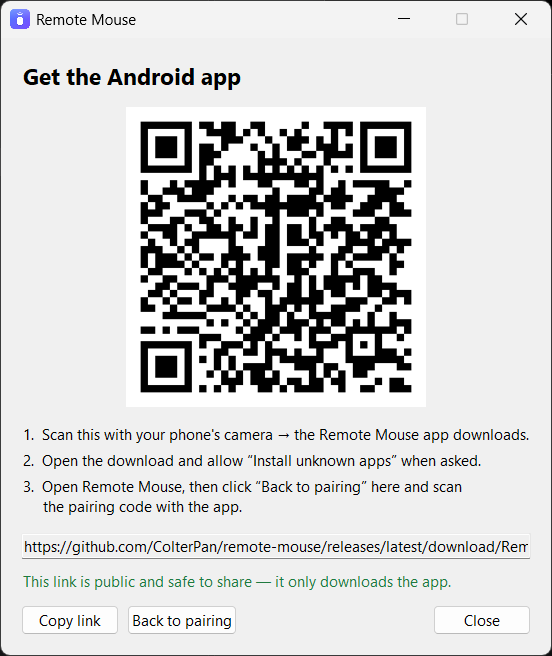 Remote Mouse
Get the Android app
1. Scan this with your phone's camera → the Remote Mouse app downloads.
2. Open the download and allow “Install unknown apps” when asked.
3. Open Remote Mouse, then click “Back to pairing” here and scan
the pairing code with the app.
https://github.com/ColterPan/remote-mouse/releases/latest/download/Rem
This link is public and safe to share — it only downloads the app.
Copy link Back to pairing Close